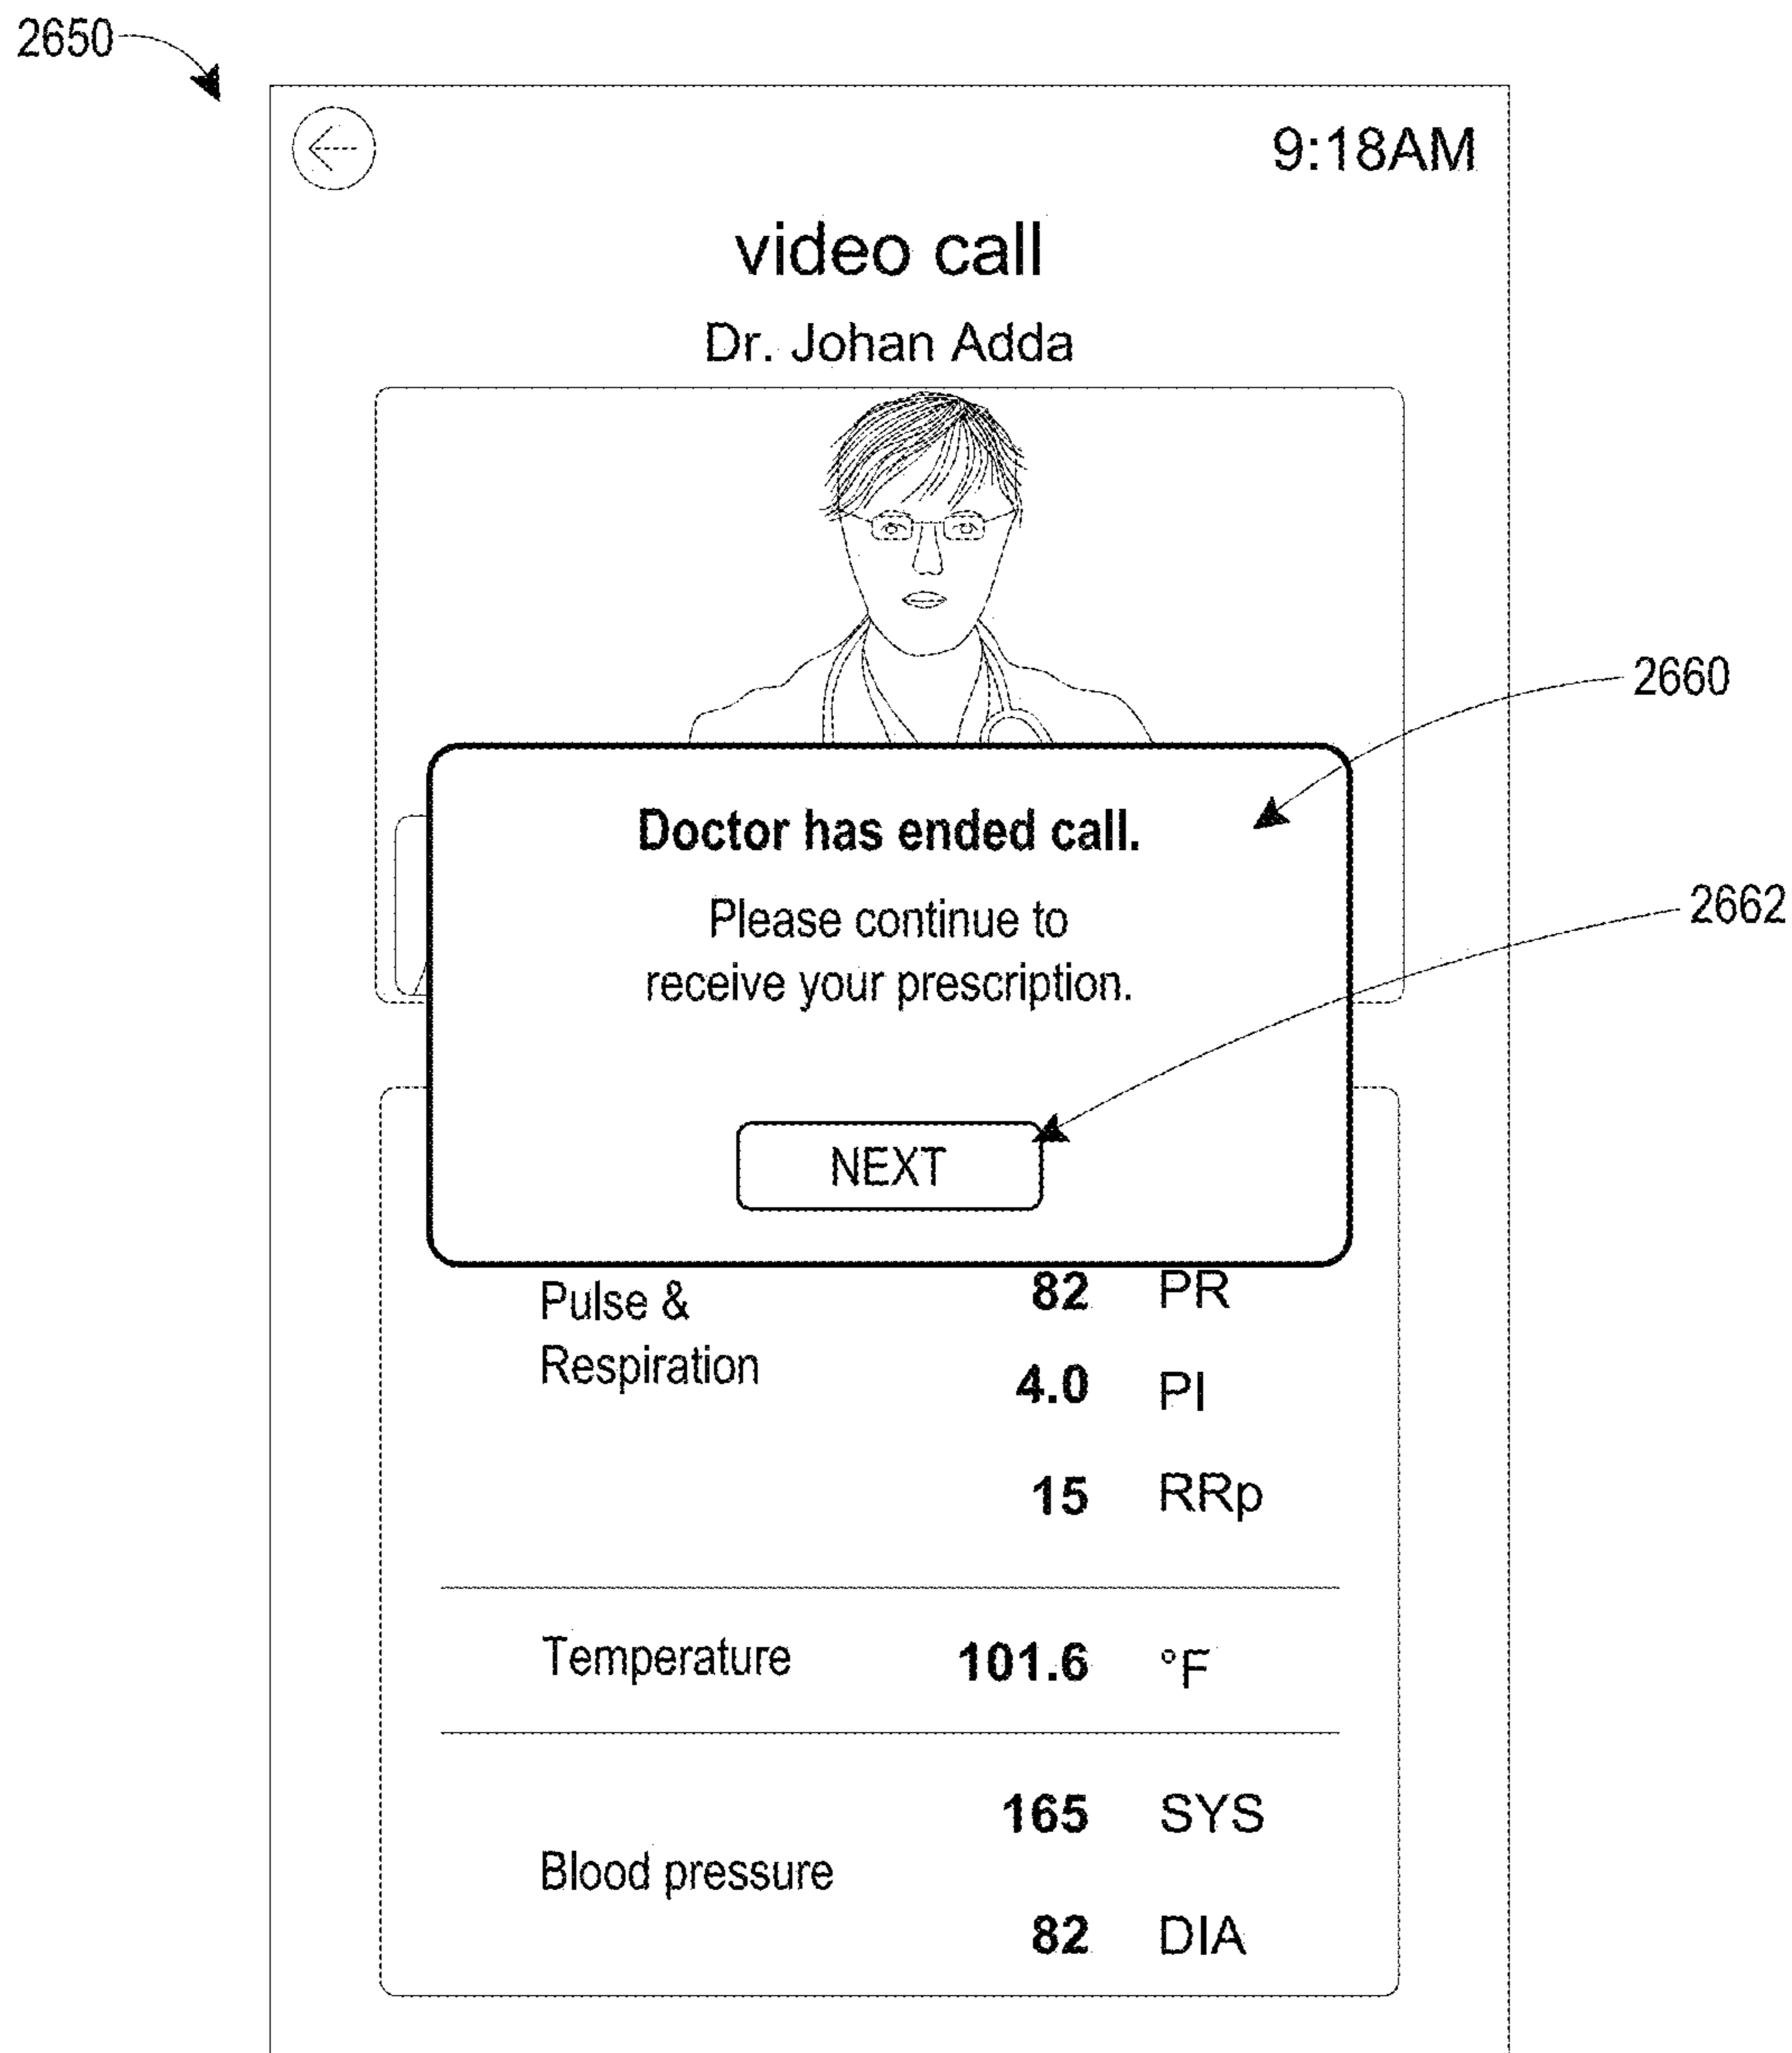 2650
9:18AM
video call
Dr. Johan Adda
2660
Doctor has ended call.
2662
Please continue to
receive your prescription.
NEXT
Pulse &
Respiration
82 PR
4.0 PI
15 RRp
Temperature 101.6 °F
165 SYS
Blood pressure
82 DIA